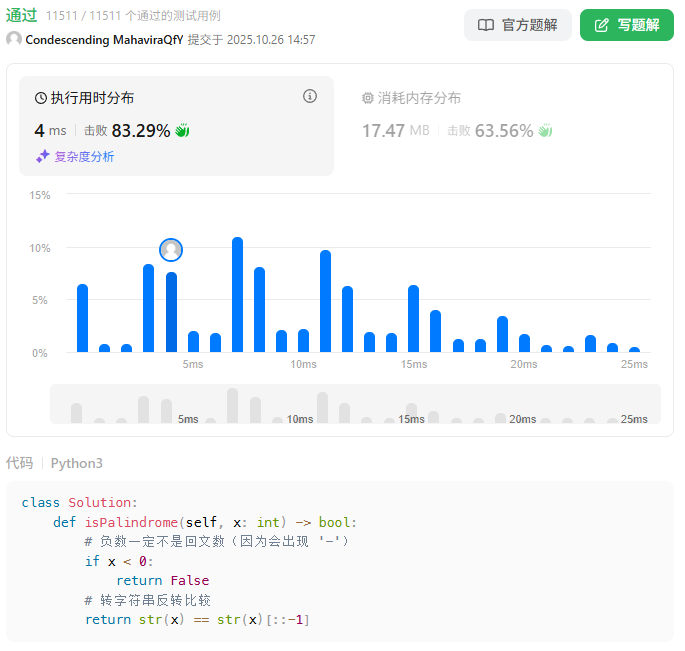 通过 11511 / 11511 个通过的测试用例
官方题解
写题解
Condescending MahaviraQfY 提交于 2025.10.26 14:57
执行用时分布
4 ms 击败 83.29%
复杂度分析
消耗内存分布
17.47 MB 击败 63.56%
15%
10%
5%
0%
5ms 10ms 15ms 20ms 25ms
5ms 10ms 15ms 20ms 25ms
代码 Python3
class Solution:
    def isPalindrome(self, x: int) -> bool:
        # 负数一定不是回文数（因为会出现 '-'）
        if x < 0:
            return False
        # 转字符串反转比较
        return str(x) == str(x)[::-1]